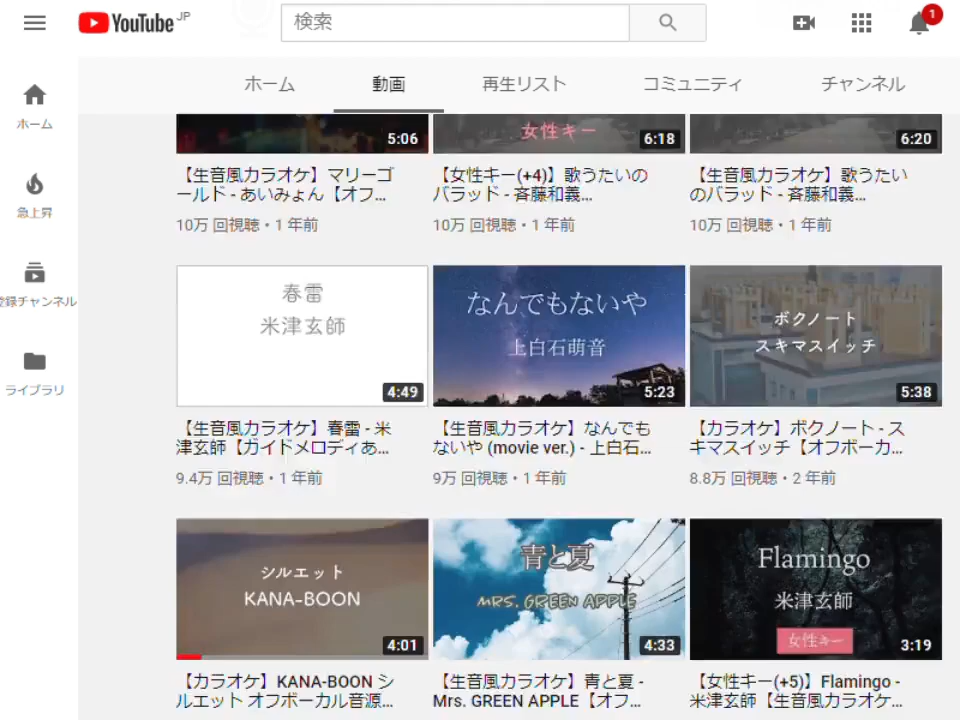 YouTube JP
検索
1
ホーム
動画
再生リスト
コミュニティ
チャンネル
ホーム
急上昇
登録チャンネル
ライブラリ
5:06
女性キー
6:18
6:20
【生音風カラオケ】マリーゴ
ールド - あいみょん【オフ...
10万 回視聴・1 年前
【女性キー(+4)】歌うたいの
バラッド - 斉藤和義...
10万 回視聴・1 年前
【生音風カラオケ】歌うたい
のバラッド - 斉藤和義...
10万 回視聴・1 年前
春雷
米津玄師
4:49
なんでもないや
上白石萌音
5:23
ボクノート
スキマスイッチ
5:38
【生音風カラオケ】春雷 - 米
津玄師【ガイドメロディあ...
9.4万 回視聴・1 年前
【生音風カラオケ】なんでも
ないや (movie ver.) - 上白石...
9万 回視聴・1 年前
【カラオケ】ボクノート - ス
キマスイッチ【オフボーカ...
8.8万 回視聴・2 年前
シルエット
KANA-BOON
4:01
青と夏
MRS. GREEN APPLE
4:33
Flamingo
米津玄師
女性キー
3:19
【カラオケ】KANA-BOON シ
ルエット オフボーカル音源...
【生音風カラオケ】青と夏 -
Mrs. GREEN APPLE【オフ...
【女性キー(+5)】Flamingo -
米津玄師【生音風カラオケ...